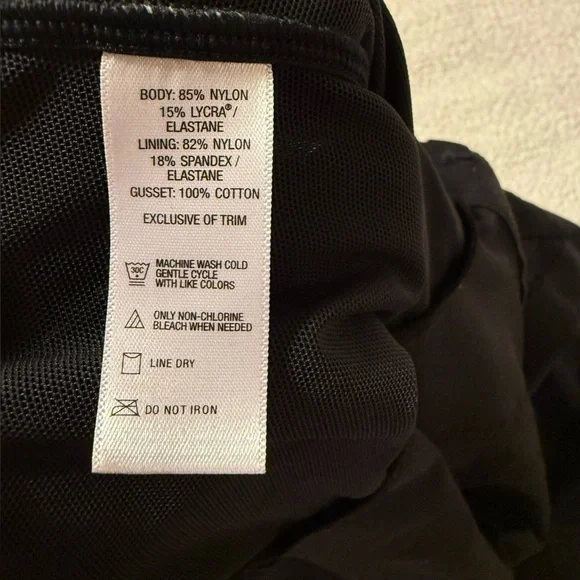 BODY: 85% NYLON
15% LYCRA®/
ELASTANE
LINING: 82% NYLON
18% SPANDEX /
ELASTANE
GUSSET: 100% COTTON
EXCLUSIVE OF TRIM
30C
MACHINE WASH COLD
GENTLE CYCLE
WITH LIKE COLORS
ONLY NON-CHLORINE
BLEACH WHEN NEEDED
LINE DRY
DO NOT IRON